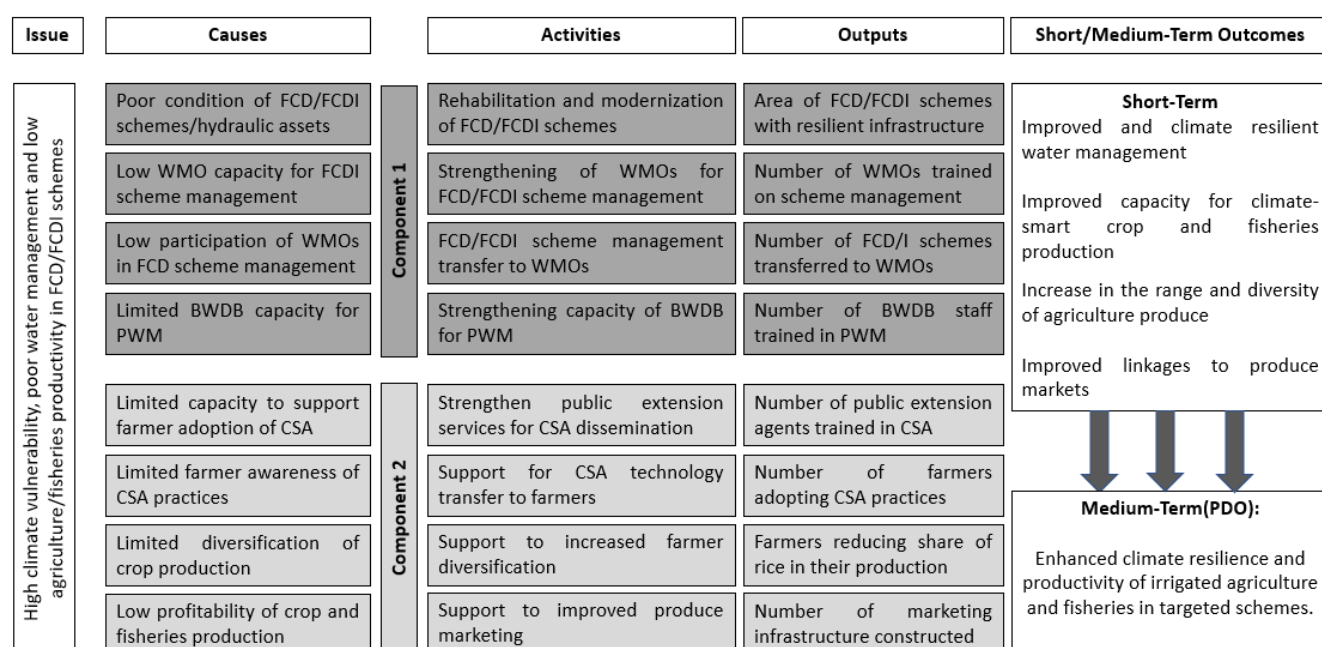 Issue
Causes
Activities
Outputs
Short/Medium-Term Outcomes
High climate vulnerability, poor water management and low
agriculture/fisheries productivity in FCD/FCDI schemes
Poor condition of FCD/FCDI
schemes/hydraulic assets
Low WMO capacity for FCDI
scheme management
Low participation of WMOs
in FCD scheme management
Limited BWDB capacity for
PWM
Component 1
Rehabilitation and modernization
of FCD/FCDI schemes
Strengthening of WMOs for
FCD/FCDI scheme management
FCD/FCDI scheme management
transfer to WMOs
Strengthening capacity of BWDB
for PWM
Area of FCD/FCDI schemes
with resilient infrastructure
Number of WMOs trained
on scheme management
Number of FCD/I schemes
transferred to WMOs
Number of BWDB staff
trained in PWM
Limited capacity to support
farmer adoption of CSA
Limited farmer awareness of
CSA practices
Limited diversification of
crop production
Low profitability of crop and
fisheries production
Component 2
Strengthen public extension
services for CSA dissemination
Support for CSA technology
transfer to farmers
Support to increased farmer
diversification
Support to improved produce
marketing
Number of public extension
agents trained in CSA
Number of farmers
adopting CSA practices
Farmers reducing share of
rice in their production
Number of marketing
infrastructure constructed
Short-Term
Improved and climate resilient
water management
Improved capacity for climate-
smart crop and fisheries
production
Increase in the range and diversity
of agriculture produce
Improved linkages to produce
markets
Medium-Term(PDO):
Enhanced climate resilience and
productivity of irrigated agriculture
and fisheries in targeted schemes.